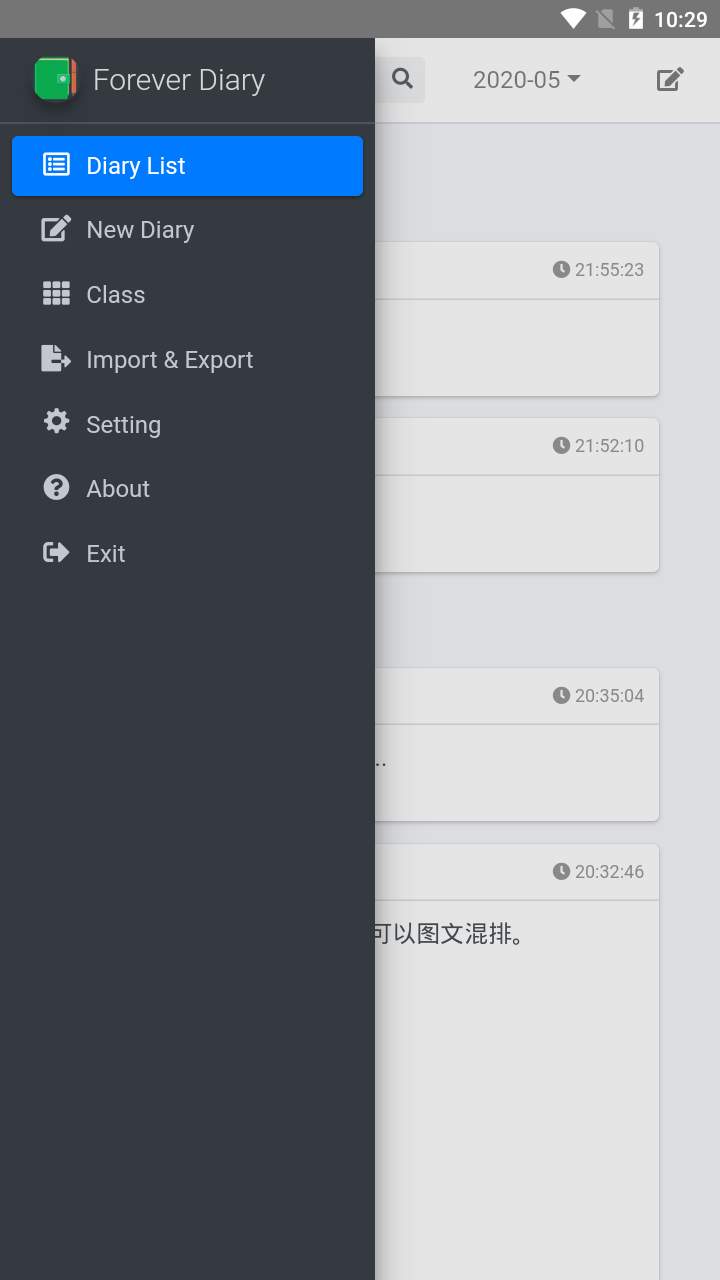 10:29
Forever Diary
2020-05
Diary List
New Diary
Class
Import & Export
Setting
About
Exit
21:55:23
21:52:10
20:35:04
..
20:32:46
可以图文混排。